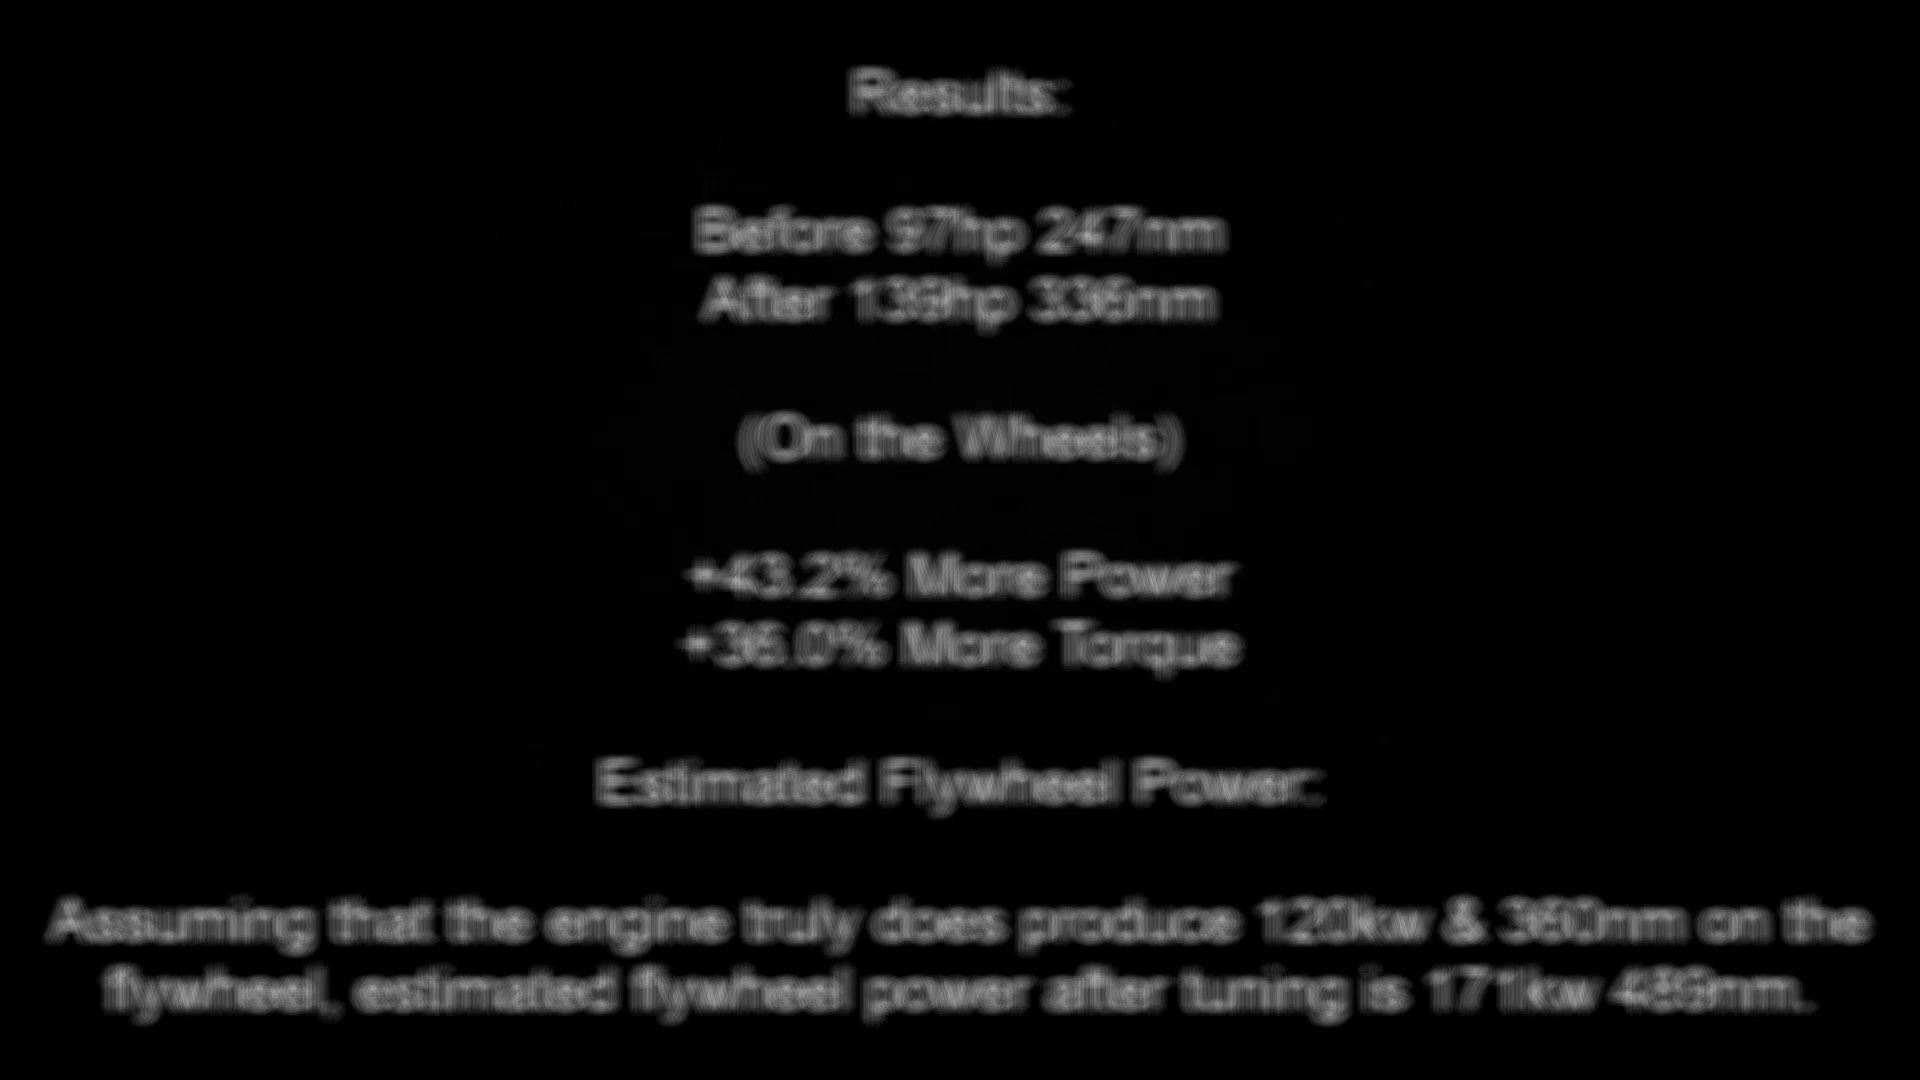 Results:
Before 97hp 247nm
After 139hp 336nm
(On the Wheels)
+43.2% More Power
+36.0% More Torque
Estimated Flywheel Power:
Assuming that the engine truly does produce 120kw & 360nm on the
flywheel, estimated flywheel power after tuning is 171kw 489nm.